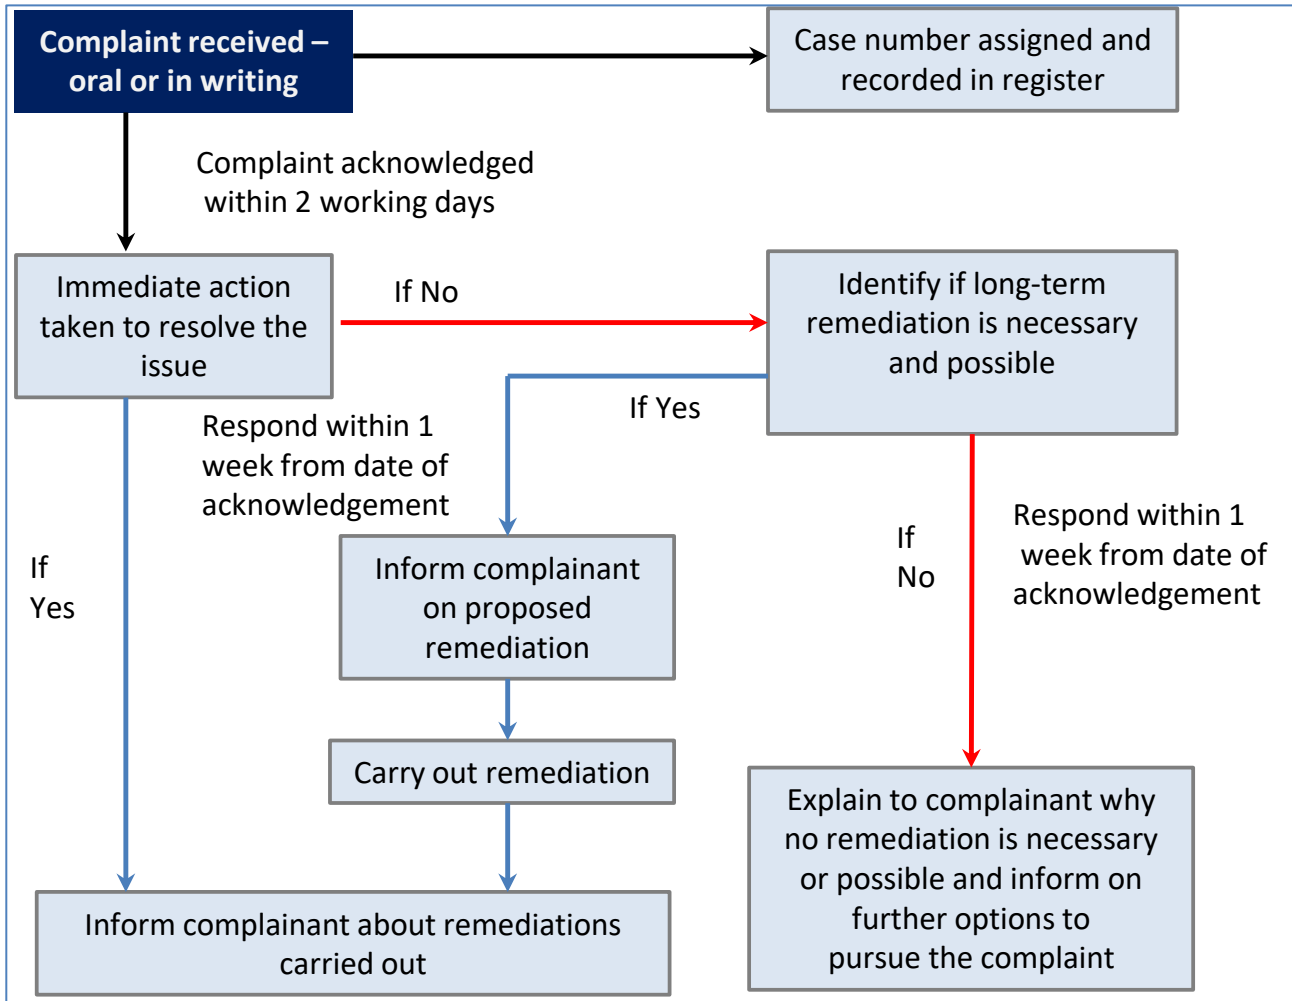 Complaint received –
oral or in writing
Case number assigned and
recorded in register
Complaint acknowledged
within 2 working days
Immediate action
taken to resolve the
issue
If No
Identify if long-term
remediation is necessary
and possible
If Yes
Respond within 1
week from date of
acknowledgement
If
Yes
Inform complainant
on proposed
remediation
If
No
Respond within 1
week from date of
acknowledgement
Carry out remediation
Explain to complainant why
no remediation is necessary
or possible and inform on
further options to
pursue the complaint
Inform complainant about remediations
carried out